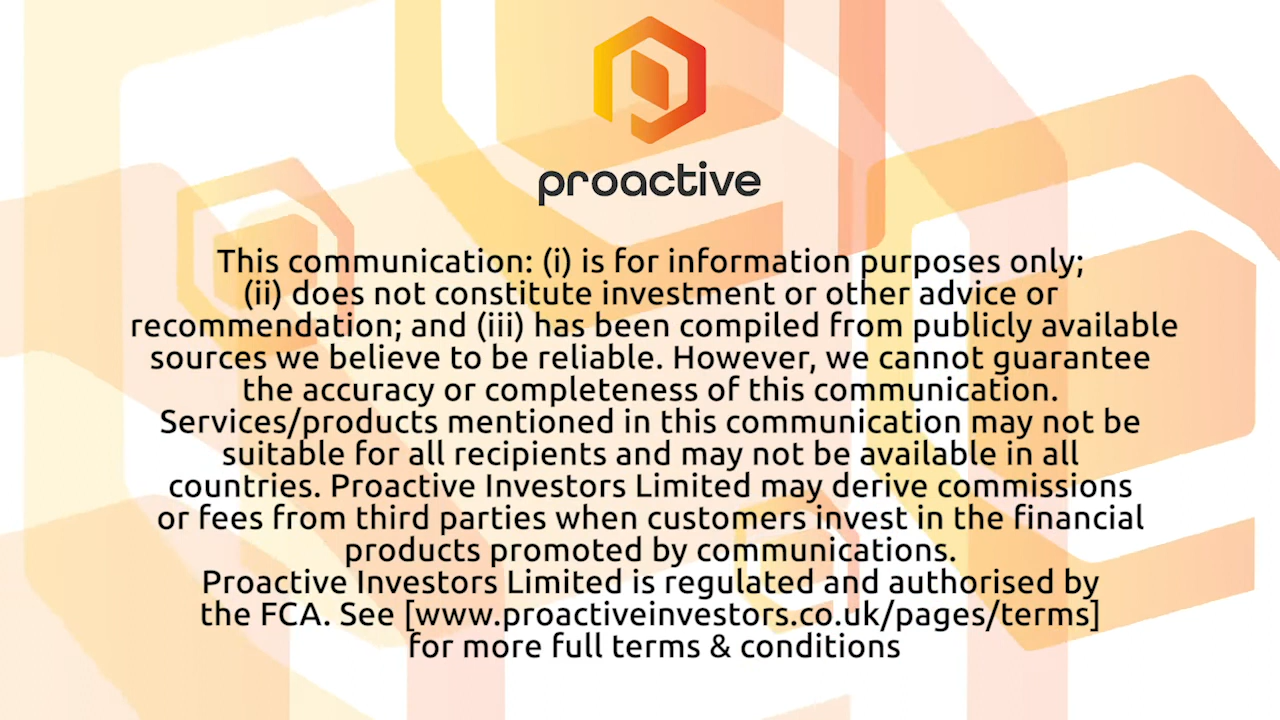 proactive
This communication: (i) is for information purposes only;
(ii) does not constitute investment or other advice or
recommendation; and (iii) has been compiled from publicly available
sources we believe to be reliable. However, we cannot guarantee
the accuracy or completeness of this communication.
Services/products mentioned in this communication may not be
suitable for all recipients and may not be available in all
countries. Proactive Investors Limited may derive commissions
or fees from third parties when customers invest in the financial
products promoted by communications.
Proactive Investors Limited is regulated and authorised by
the FCA. See [www.proactiveinvestors.co.uk/pages/terms]
for more full terms & conditions